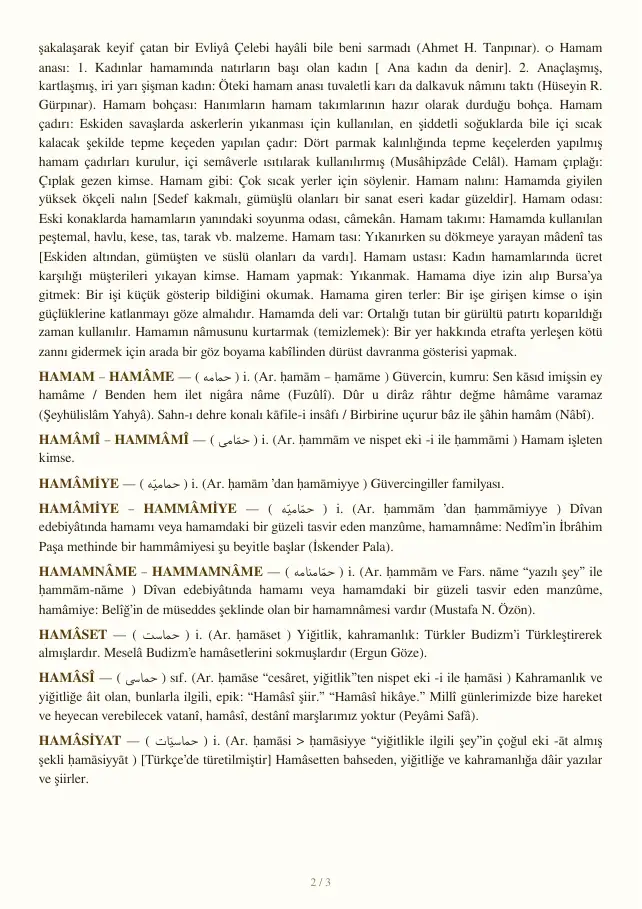 şakalaşarak keyif çatan bir Evliyâ Çelebi hayâli bile beni sarmadı (Ahmet H. Tanpınar). ѻ Hamam
anası: 1. Kadınlar hamamında natırların başı olan kadın [ Ana kadın da denir]. 2. Anaçlaşmış,
kartlaşmış, iri yarı şişman kadın: Öteki hamam anası tuvaletli karı da dalkavuk nâmını taktı (Hüseyin R.
Gürpınar). Hamam bohçası: Hanımların hamam takımlarının hazır olarak durduğu bohça. Hamam
çadırı: Eskiden savaşlarda askerlerin yıkanması için kullanılan, en şiddetli soğuklarda bile içi sıcak
kalacak şekilde tepme keçeden yapılan çadır: Dört parmak kalınlığında tepme keçelerden yapılmış
hamam çadırları kurulur, içi semâverle ısıtılarak kullanılırmış (Musâhipzâde Celâl). Hamam çıplağı:
Çıplak gezen kimse. Hamam gibi: Çok sıcak yerler için söylenir. Hamam nalını: Hamamda giyilen
yüksek ökçeli nalın [Sedef kakmalı, gümüşlü olanları bir sanat eseri kadar güzeldir]. Hamam odası:
Eski konaklarda hamamların yanındaki soyunma odası, câmekân. Hamam takımı: Hamamda kullanılan
peştemal, havlu, kese, tas, tarak vb. malzeme. Hamam tası: Yıkanırken su dökmeye yarayan mâdenî tas
[Eskiden altından, gümüşten ve süslü olanları da vardı]. Hamam ustası: Kadın hamamlarında ücret
karşılığı müşterileri yıkayan kimse. Hamam yapmak: Yıkanmak. Hamama diye izin alıp Bursa’ya
gitmek: Bir işi küçük gösterip bildiğini okumak. Hamama giren terler: Bir işe girişen kimse o işin
güçlüklerine katlanmayı göze almalıdır. Hamamda deli var: Ortalığı tutan bir gürültü patırtı koparıldığı
zaman kullanılır. Hamamın nâmusunu kurtarmak (temizlemek): Bir yer hakkında etrafta yerleşen kötü
zannı gidermek için arada bir göz boyama kabîlinden dürüst davranma gösterisi yapmak.
HAMAM – HAMÂME — ( حمامه ) i. (Ar. ḥamām – ḥamāme ) Güvercin, kumru: Sen kāsıd imişsin ey
hamâme / Benden hem ilet nigâra nâme (Fuzûlî). Dûr u dirâz râhtır değme hâmâme varamaz
(Şeyhülislâm Yahyâ). Sahn-ı dehre konalı kāfile-i insâfı / Birbirine uçurur bâz ile şâhin hamâm (Nâbî).
HAMÂMÎ – HAMMÂMÎ — ( حمّامى ) i. (Ar. ḥammām ve nispet eki -i ile ḥammāmi ) Hamam işleten
kimse.
HAMÂMİYE — ( حماميّه ) i. (Ar. ḥamām ’dan ḥamāmiyye ) Güvercingiller familyası.
HAMÂMİYE – HAMMÂMİYE — ( حمّاميّه ) i. (Ar. ḥammām ’dan ḥammāmiyye ) Dîvan
edebiyâtında hamamı veya hamamdaki bir güzeli tasvir eden manzûme, hamamnâme: Nedîm’in İbrâhim
Paşa methinde bir hammâmiyesi şu beyitle başlar (İskender Pala).
HAMAMNÂME – HAMMAMNÂME — ( حمّامنامه ) i. (Ar. ḥammām ve Fars. nāme “yazılı şey” ile
ḥammām-nāme ) Dîvan edebiyâtında hamamı veya hamamdaki bir güzeli tasvir eden manzûme,
hamâmiye: Belîğ’in de müseddes şeklinde olan bir hamamnâmesi vardır (Mustafa N. Özön).
HAMÂSET — ( حماست ) i. (Ar. ḥamāset ) Yiğitlik, kahramanlık: Türkler Budizm’i Türkleştirerek
almışlardır. Meselâ Budizm’e hamâsetlerini sokmuşlardır (Ergun Göze).
HAMÂSÎ — ( حماسى ) sıf. (Ar. ḥamāse “cesâret, yiğitlik”ten nispet eki -i ile ḥamāsi ) Kahramanlık ve
yiğitliğe âit olan, bunlarla ilgili, epik: “Hamâsî şiir.” “Hamâsî hikâye.” Millî günlerimizde bize hareket
ve heyecan verebilecek vatanî, hamâsî, destânî marşlarımız yoktur (Peyâmi Safâ).
HAMÂSİYAT — ( حماسيّات ) i. (Ar. ḥamāsi > ḥamāsiyye “yiğitlikle ilgili şey”in çoğul eki -āt almış
şekli ḥamāsiyyāt ) [Türkçe’de türetilmiştir] Hamâsetten bahseden, yiğitliğe ve kahramanlığa dâir yazılar
ve şiirler.
2 / 3